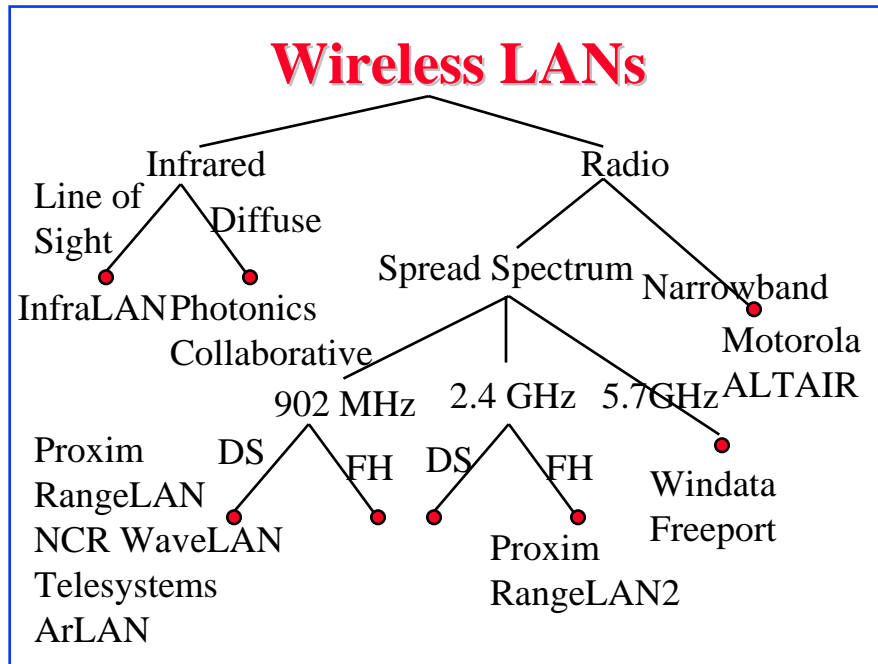 Wireless LANs
Infrared
Radio
Line of
Sight
Diffuse
Spread Spectrum
Narrowband
InfraLAN
Photonics
Collaborative
Motorola
ALTAIR
902 MHz
2.4 GHz
5.7GHz
DS
FH
DS
FH
Proxim
RangeLAN
NCR WaveLAN
Telesystems
ArLAN
Proxim
RangeLAN2
Windata
Freeport